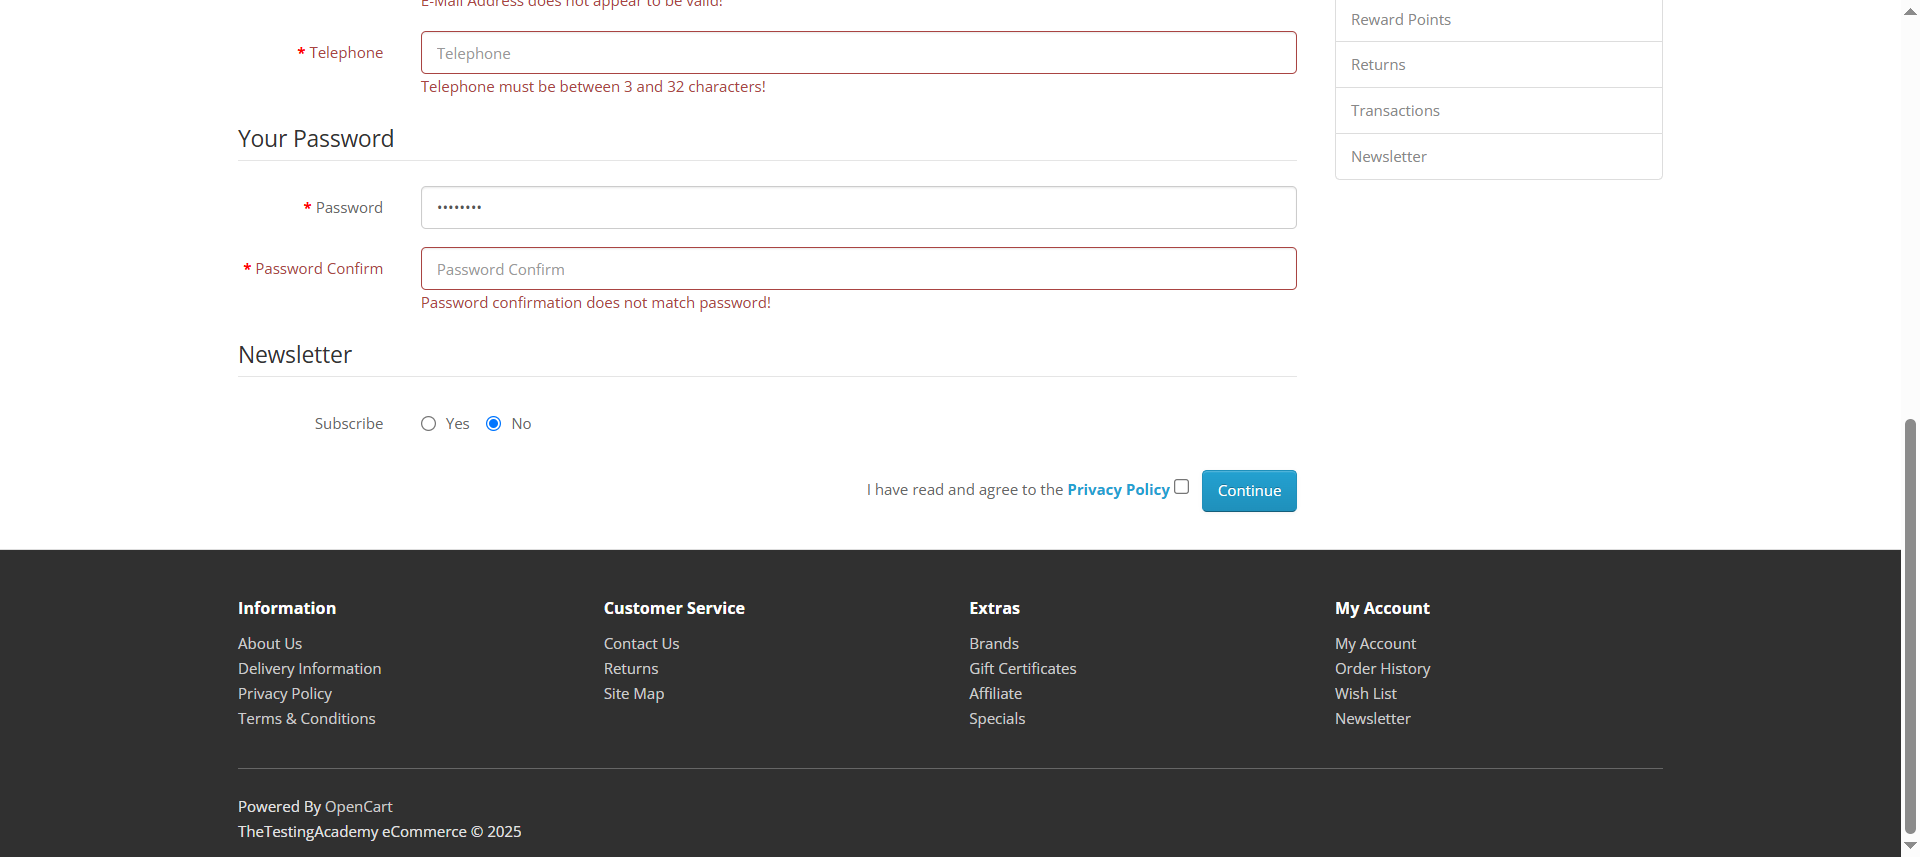 E-Mail Address does not appear to be valid!
* Telephone
Telephone
Telephone must be between 3 and 32 characters!
Your Password
* Password
••••••••
* Password Confirm
Password Confirm
Password confirmation does not match password!
Newsletter
Subscribe
Yes
No
I have read and agree to the Privacy Policy
Continue
Reward Points
Returns
Transactions
Newsletter
Information
About Us
Delivery Information
Privacy Policy
Terms & Conditions
Customer Service
Contact Us
Returns
Site Map
Extras
Brands
Gift Certificates
Affiliate
Specials
My Account
My Account
Order History
Wish List
Newsletter
Powered By OpenCart
TheTestingAcademy eCommerce © 2025